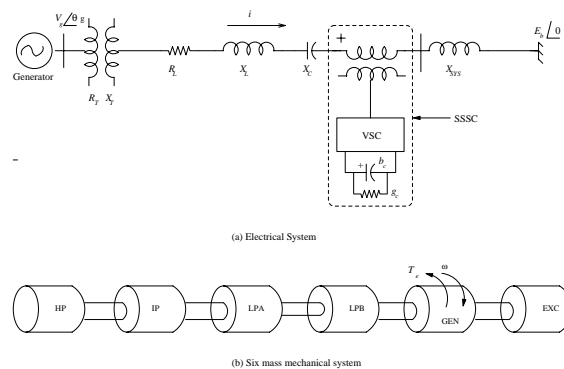 V_g/θ_g
i
E_b/0
Generator
R_T X_T
R_L
X_L
X_C
+
X_SYS
VSC
SSSC
+
b_c
g_c
(a) Electrical System
T_e
ω
HP
IP
LPA
LPB
GEN
EXC
(b) Six mass mechanical system